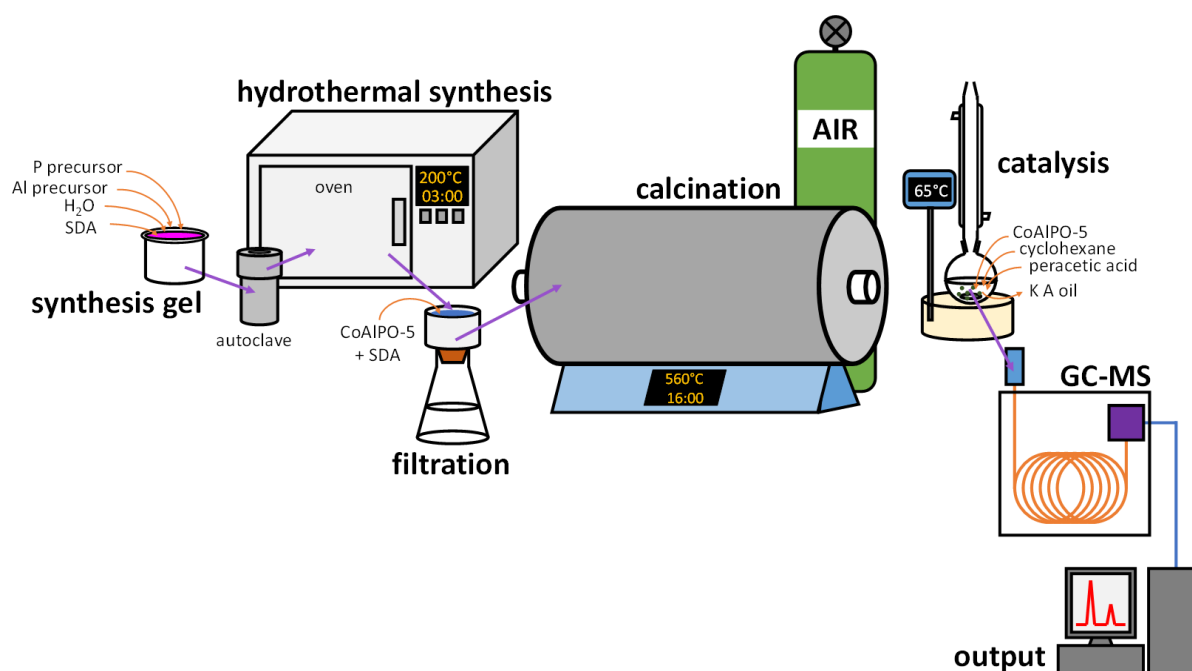 hydrothermal synthesis
P precursor
Al precursor
H₂O
SDA
synthesis gel
autoclave
oven
200°C
03:00
CoAlPO-5
+ SDA
filtration
calcination
560°C
16:00
AIR
65°C
catalysis
CoAlPO-5
cyclohexane
peracetic acid
K A oil
GC-MS
output